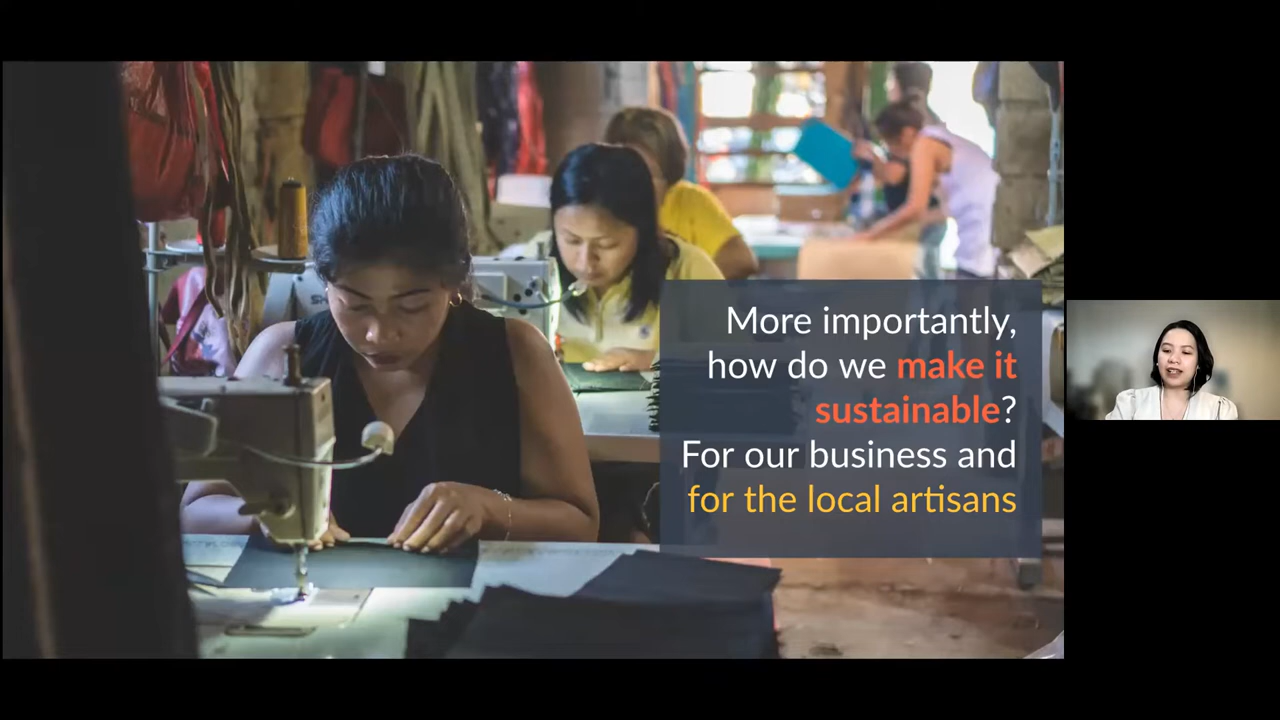 More importantly,
how do we make it
sustainable?
For our business and
for the local artisans